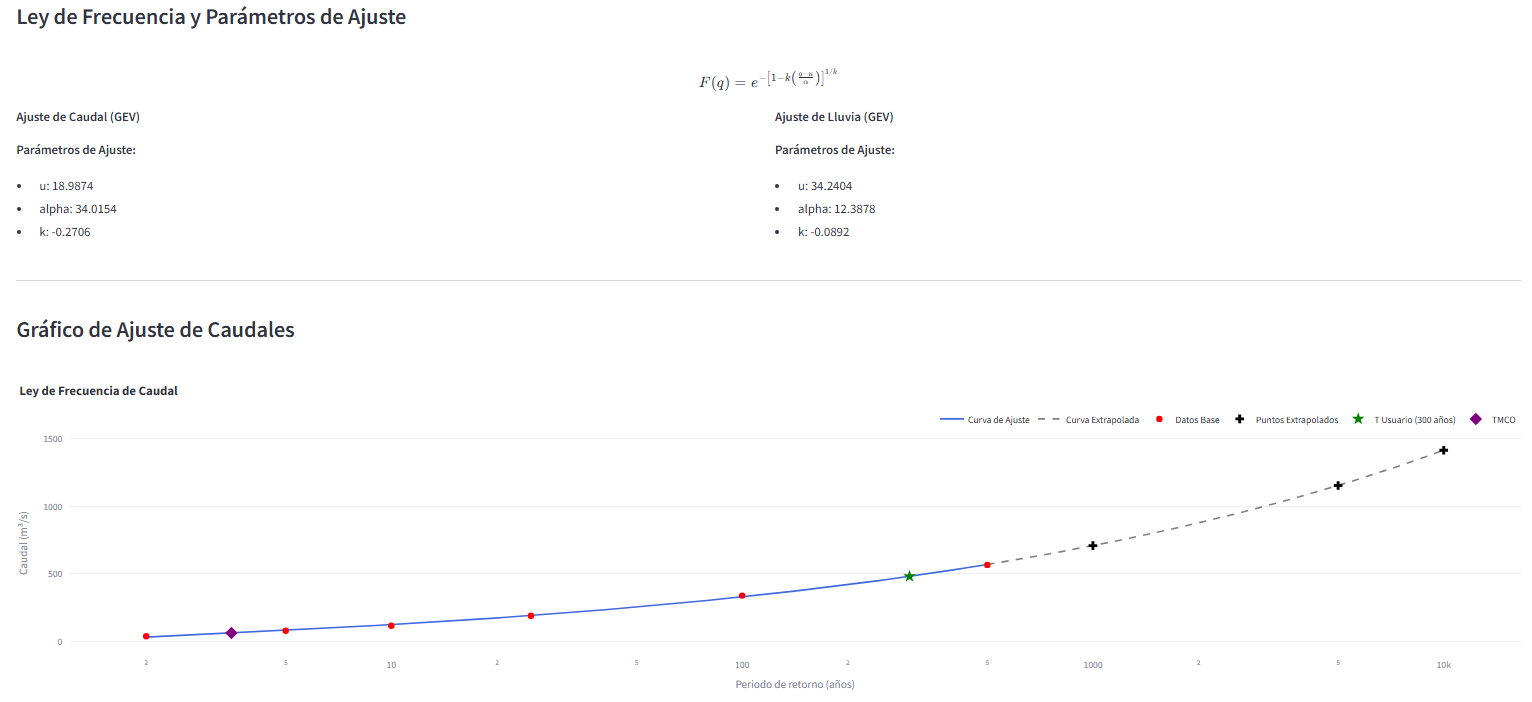 Ley de Frecuencia y Parámetros de Ajuste
F(q) = e^{-[1-k((q-u)/α)]^{1/k}}
Ajuste de Caudal (GEV)
Parámetros de Ajuste:
• u: 18.9874
• alpha: 34.0154
• k: -0.2706
Ajuste de Lluvia (GEV)
Parámetros de Ajuste:
• u: 34.2404
• alpha: 12.3878
• k: -0.0892
Gráfico de Ajuste de Caudales
Ley de Frecuencia de Caudal
Curva de Ajuste Curva Extrapolada Datos Base Puntos Extrapolados T Usuario (300 años) TMCO
1500
1000
500
0
Caudal (m³/s)
2 5 10 2 5 100 2 5 1000 2 5 10k
Periodo de retorno (años)